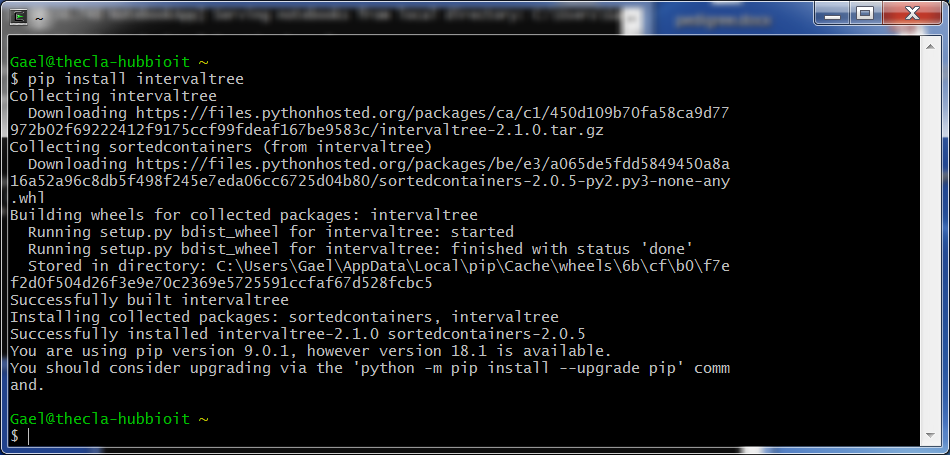 ~
Gael@thecla-hubbioit ~
$ pip install intervaltree
Collecting intervaltree
  Downloading https://files.pythonhosted.org/packages/ca/c1/450d109b70fa58ca9d77
972b02f69222412f9175ccf99fdeaf167be9583c/intervaltree-2.1.0.tar.gz
Collecting sortedcontainers (from intervaltree)
  Downloading https://files.pythonhosted.org/packages/be/e3/a065de5fdd5849450a8a
16a52a96c8db5f498f245e7eda06cc6725d04b80/sortedcontainers-2.0.5-py2.py3-none-any
.whl
Building wheels for collected packages: intervaltree
  Running setup.py bdist_wheel for intervaltree: started
  Running setup.py bdist_wheel for intervaltree: finished with status 'done'
  Stored in directory: C:\Users\Gael\AppData\Local\pip\Cache\wheels\6b\cf\b0\f7e
f2d0f504d26f3e9e70c2369e5725591ccfaf67d528fcbc5
Successfully built intervaltree
Installing collected packages: sortedcontainers, intervaltree
Successfully installed intervaltree-2.1.0 sortedcontainers-2.0.5
You are using pip version 9.0.1, however version 18.1 is available.
You should consider upgrading via the 'python -m pip install --upgrade pip' comm
and.
Gael@thecla-hubbioit ~
$